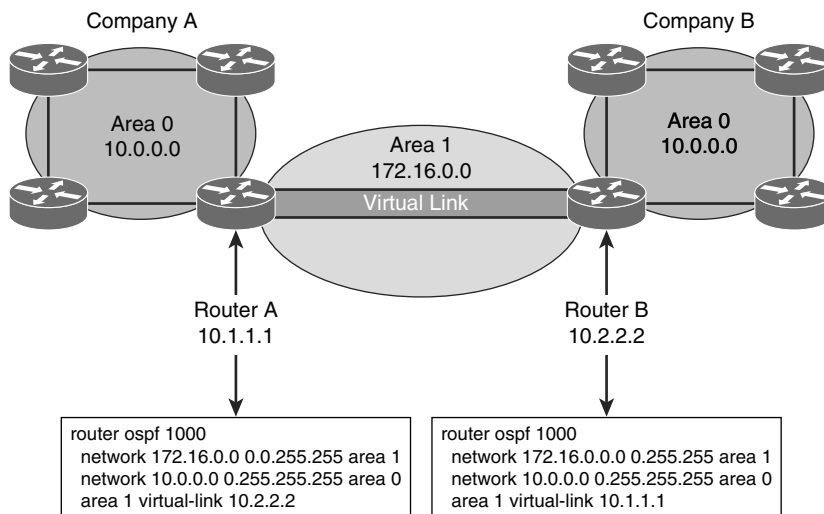 Company A
Company B
Area 0
10.0.0.0
Area 1
172.16.0.0
Virtual Link
Area 0
10.0.0.0
Router A
10.1.1.1
Router B
10.2.2.2
router ospf 1000
network 172.16.0.0 0.0.255.255 area 1
network 10.0.0.0 0.255.255.255 area 0
area 1 virtual-link 10.2.2.2
router ospf 1000
network 172.16.0.0.0 0.255.255 area 1
network 10.0.0.0 0.255.255.255 area 0
area 1 virtual-link 10.1.1.1